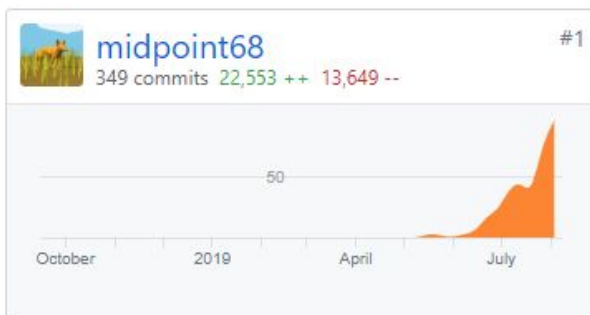 midpoint68
#1
349 commits 22,553 ++ 13,649 --
50
October 2019 April July